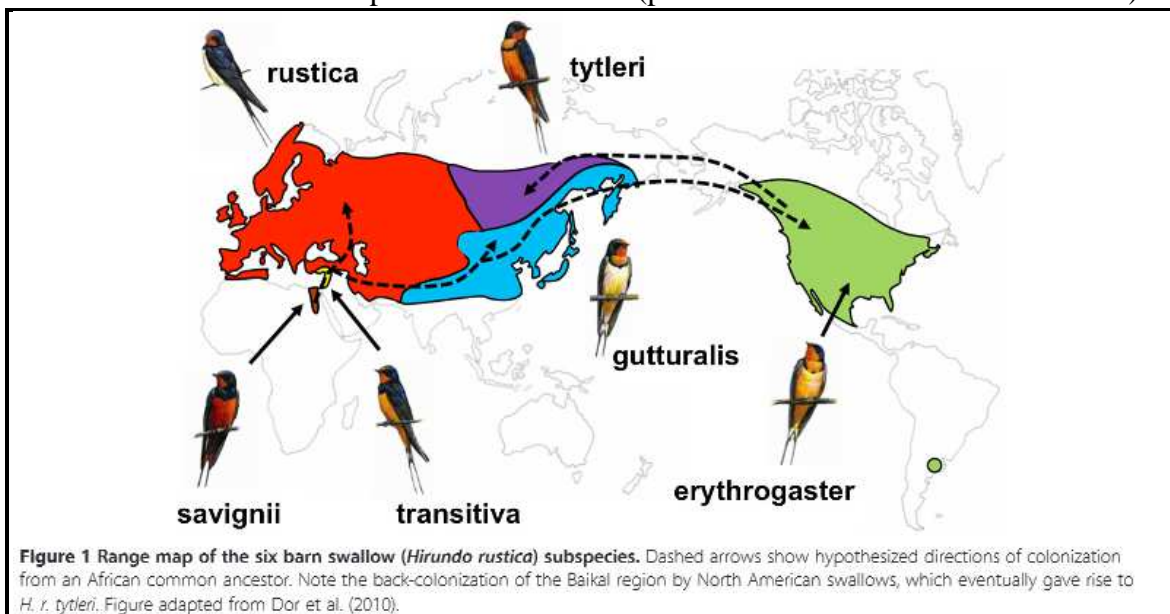 rustica
tytleri
gutturalis
erythrogaster
savignii
transitiva
Figure 1 Range map of the six barn swallow (Hirundo rustica) subspecies. Dashed arrows show hypothesized directions of colonization
from an African common ancestor. Note the back-colonization of the Baikal region by North American swallows, which eventually gave rise to
H. r. tytleri. Figure adapted from Dor et al. (2010).